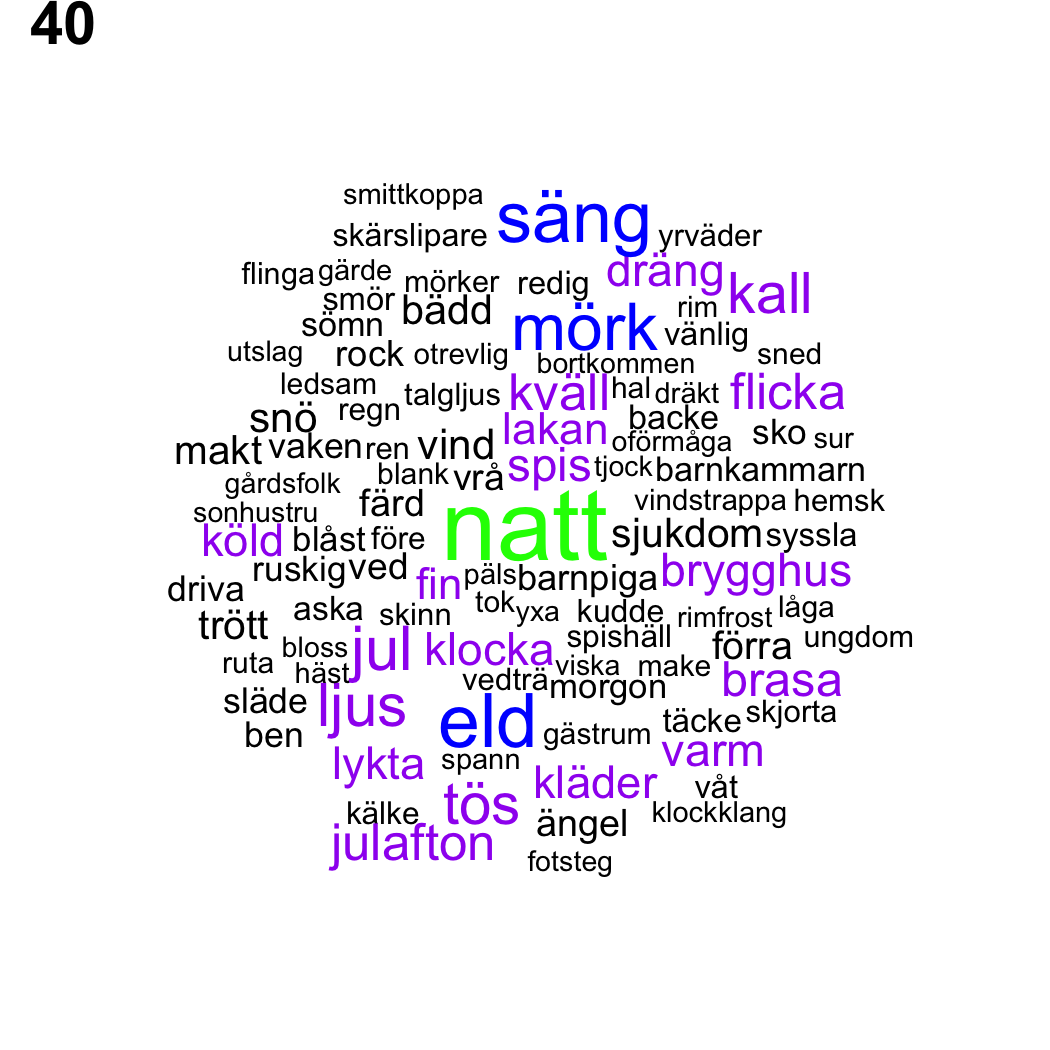 40
smittkoppa säng
skärslipare yrväder
flinga gärde mörker redig dräng kall
smör bädd mörk rim
sömn vänlig
utslag rock otrevlig bortkommen sned
ledsam talgljus kväll hal dräkt flicka
snö regn lakan backe
makt vaken ren vind oförmåga sko sur
gårdsfolk blank vrå spis tjock barnkammarn
sonhustru färd natt vindstrappa hemsk
köld blåst före sjukdom syssla
ruskig ved fin päls barnpiga brygghus
driva aska skinn tok yxa kudde rimfrost låga
trött bloss jul klocka spishäll förra ungdom
ruta häst vedträ viska make brasa
släde ljus morgon
ben eld gästrum täcke skjorta
lykta spann varm
kälke tös kläder våt
julafton ängel klockklang
fotsteg